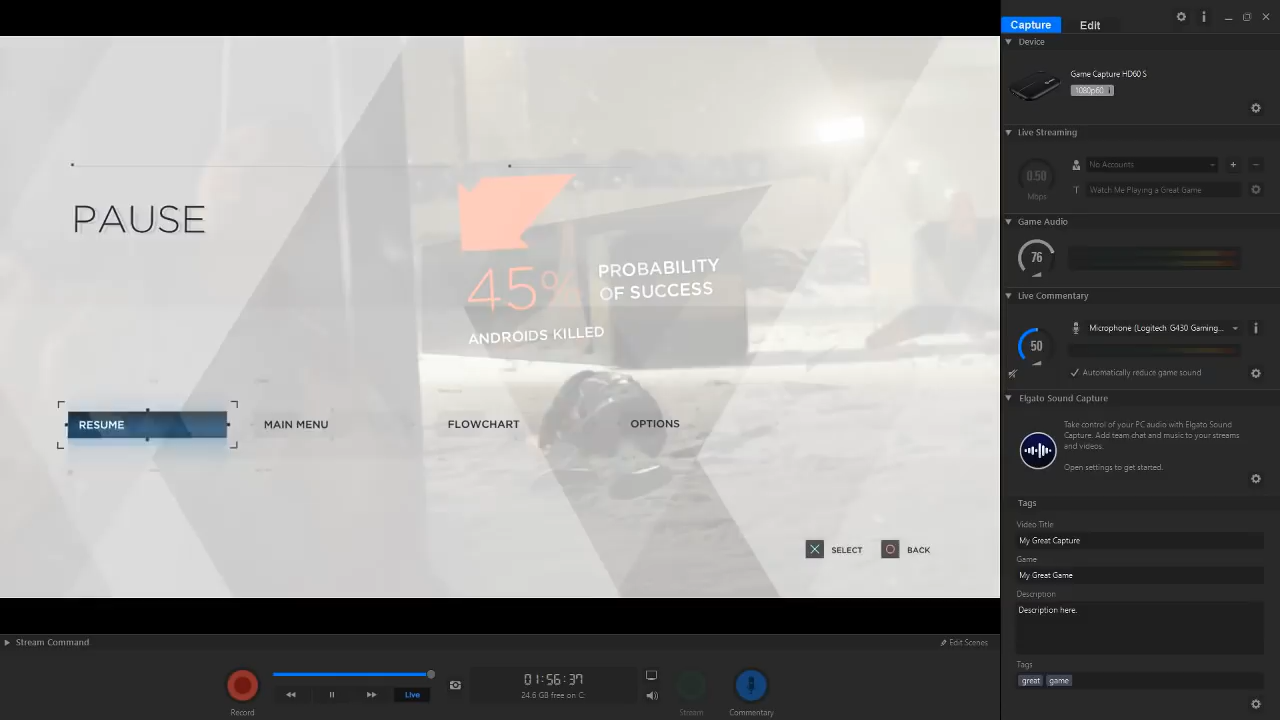 Capture
Edit
Device
Game Capture HD60 S
1080p60
Live Streaming
0.50
Mbps
No Accounts
T
Watch Me Playing a Great Game
Game Audio
76
Live Commentary
50
Microphone (Logitech G430 Gaming...
Automatically reduce game sound
Elgato Sound Capture
Take control of your PC audio with Elgato Sound
Capture. Add team chat and music to your streams
and videos.
Open settings to get started.
Tags
Video Title
My Great Capture
Game
My Great Game
Description
Description here.
Tags
great game
PAUSE
45%
PROBABILITY
OF SUCCESS
ANDROIDS KILLED
RESUME
MAIN MENU
FLOWCHART
OPTIONS
SELECT
BACK
Stream Command
Edit Scenes
Record
Live
01:56:37
24.6 GB free on C:
Stream
Commentary